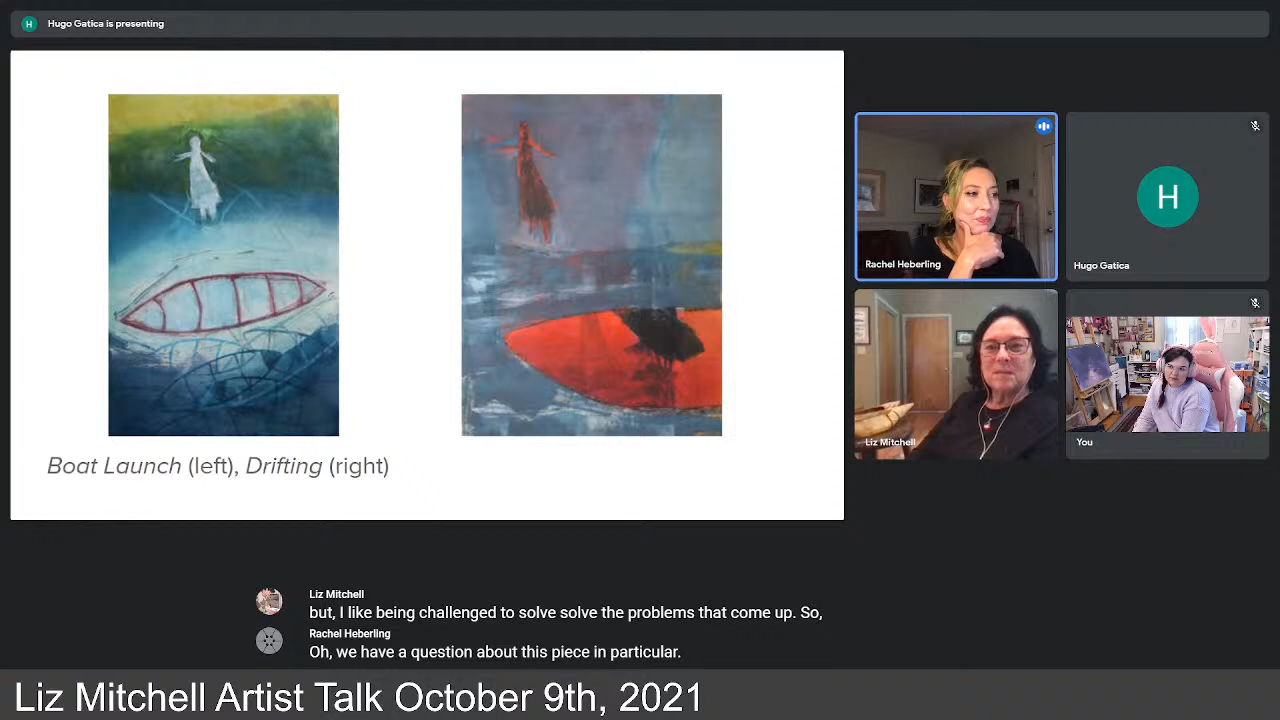 H Hugo Gatica is presenting
Boat Launch (left), Drifting (right)
Rachel Heberling
H
Hugo Gatica
Liz Mitchell
You
Liz Mitchell
but, I like being challenged to solve solve the problems that come up. So,
Rachel Heberling
Oh, we have a question about this piece in particular.
Liz Mitchell Artist Talk October 9th, 2021